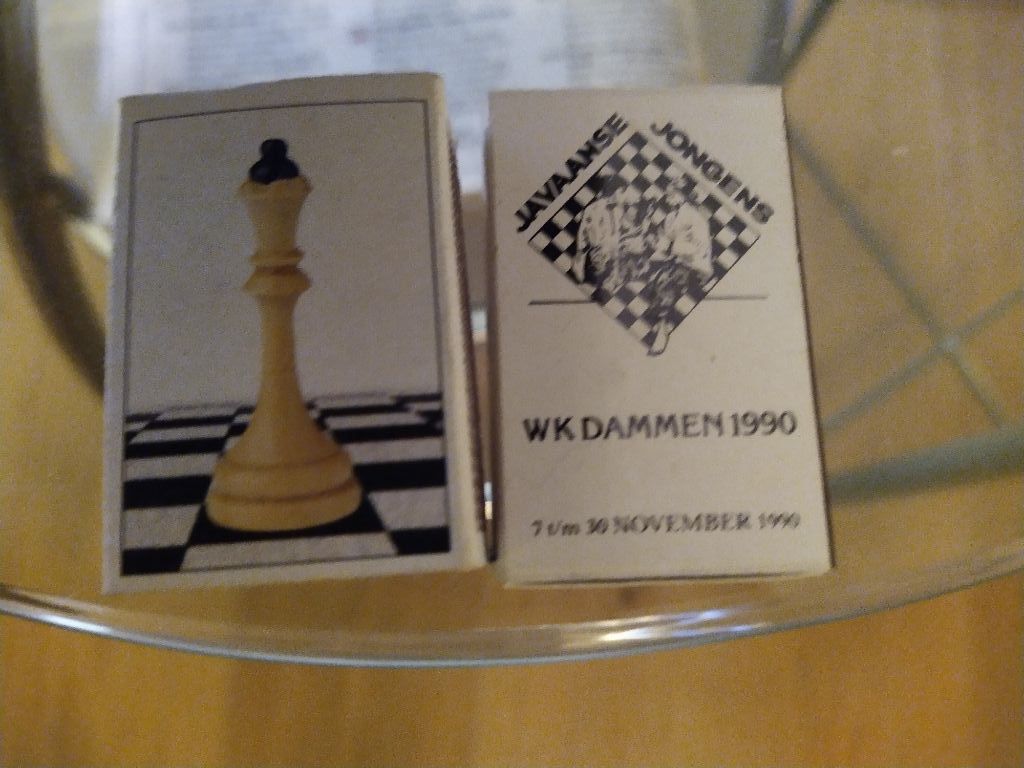 JAVAANSE
JONGENS
WK DAMMEN 1990
7 t/m 30 NOVEMBER 1990